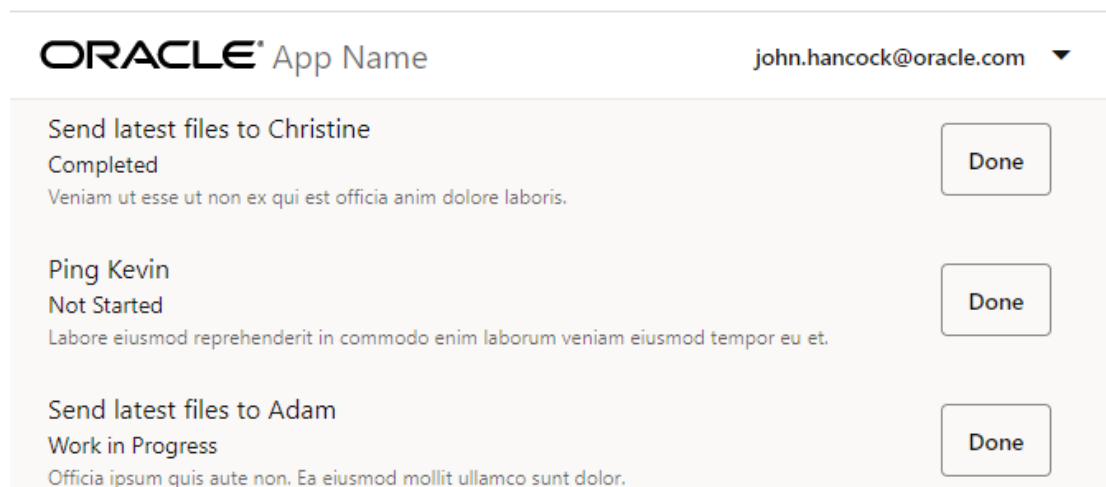 ORACLE® App Name
john.hancock@oracle.com
Send latest files to Christine
Completed
Veniam ut esse ut non ex qui est officia anim dolore laboris.
Done
Ping Kevin
Not Started
Labore eiusmod reprehenderit in commodo enim laborum veniam eiusmod tempor eu et.
Done
Send latest files to Adam
Work in Progress
Officia ipsum quis aute non. Ea eiusmod mollit ullamco sunt dolor.
Done